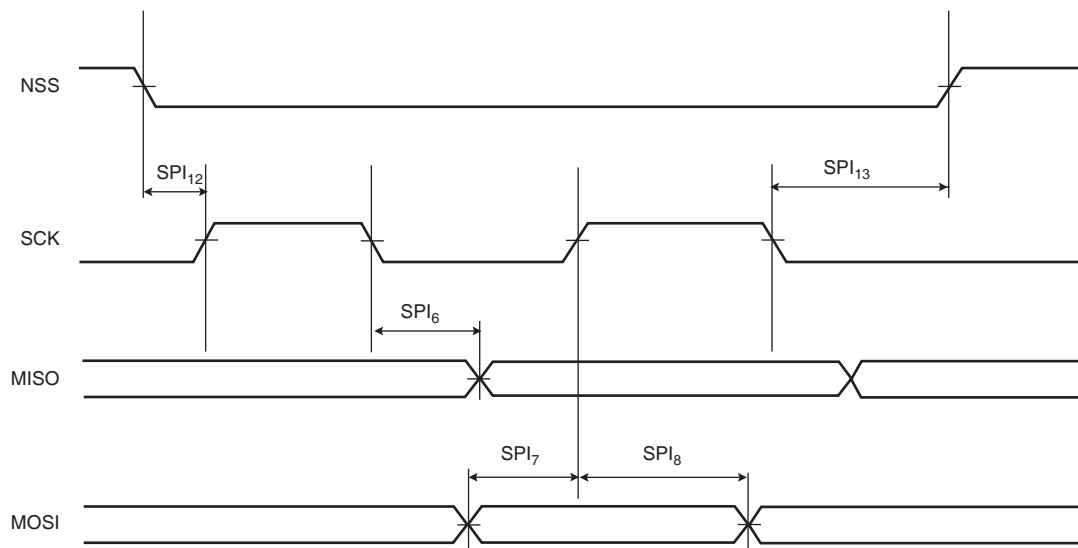 NSS
SPI₁₂
SPI₁₃
SCK
SPI₆
MISO
SPI₇
SPI₈
MOSI